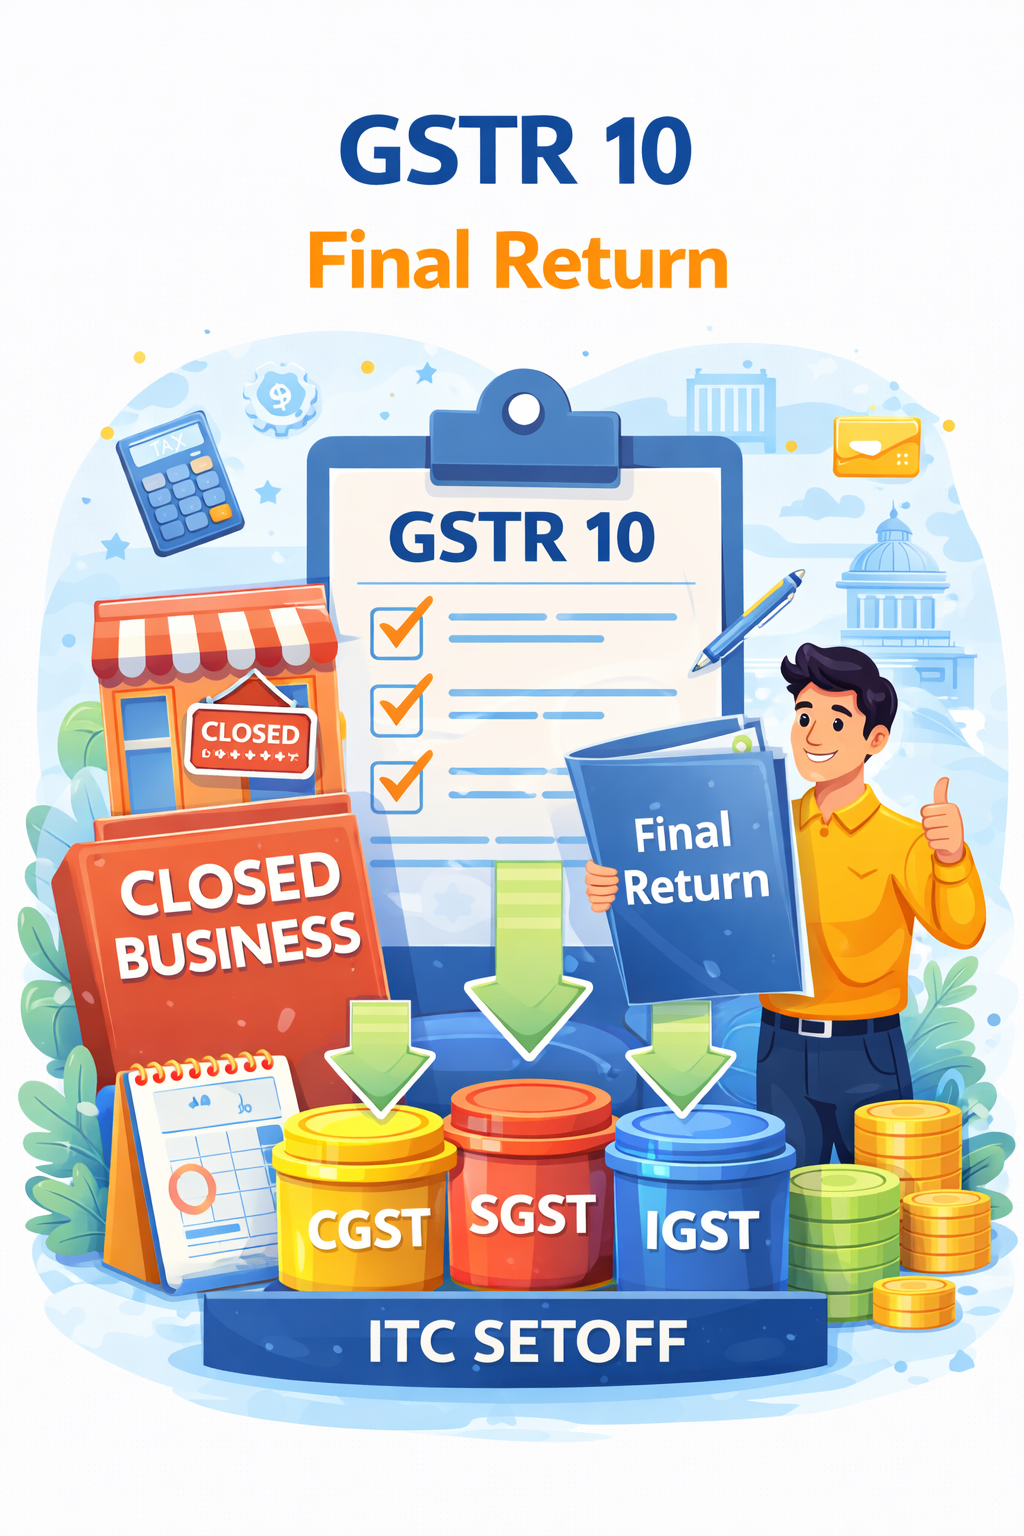 GSTR 10
Final Return
TAX
GSTR 10
CLOSED
CLOSED
BUSINESS
Final
Return
CGST
SGST
IGST
ITC SETOFF